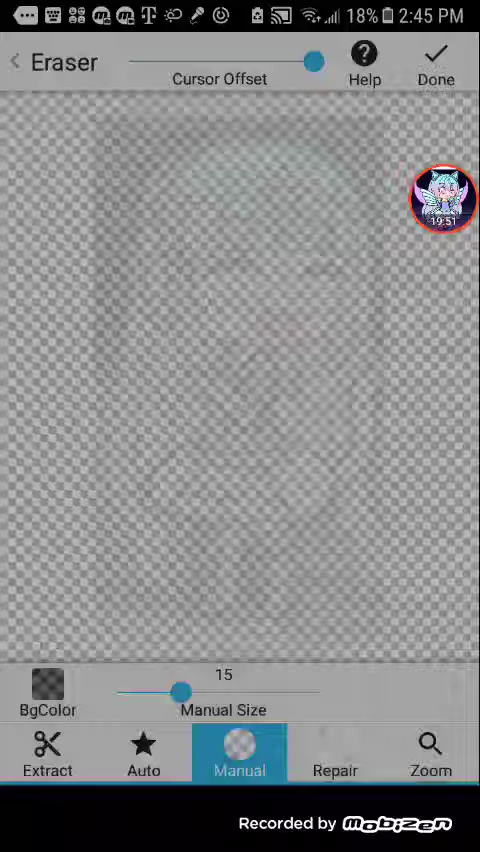 18% 2:45 PM
Eraser
Cursor Offset
Help
Done
19:51
15
BgColor
Manual Size
Extract
Auto
Manual
Repair
Zoom
Recorded by Mobizen